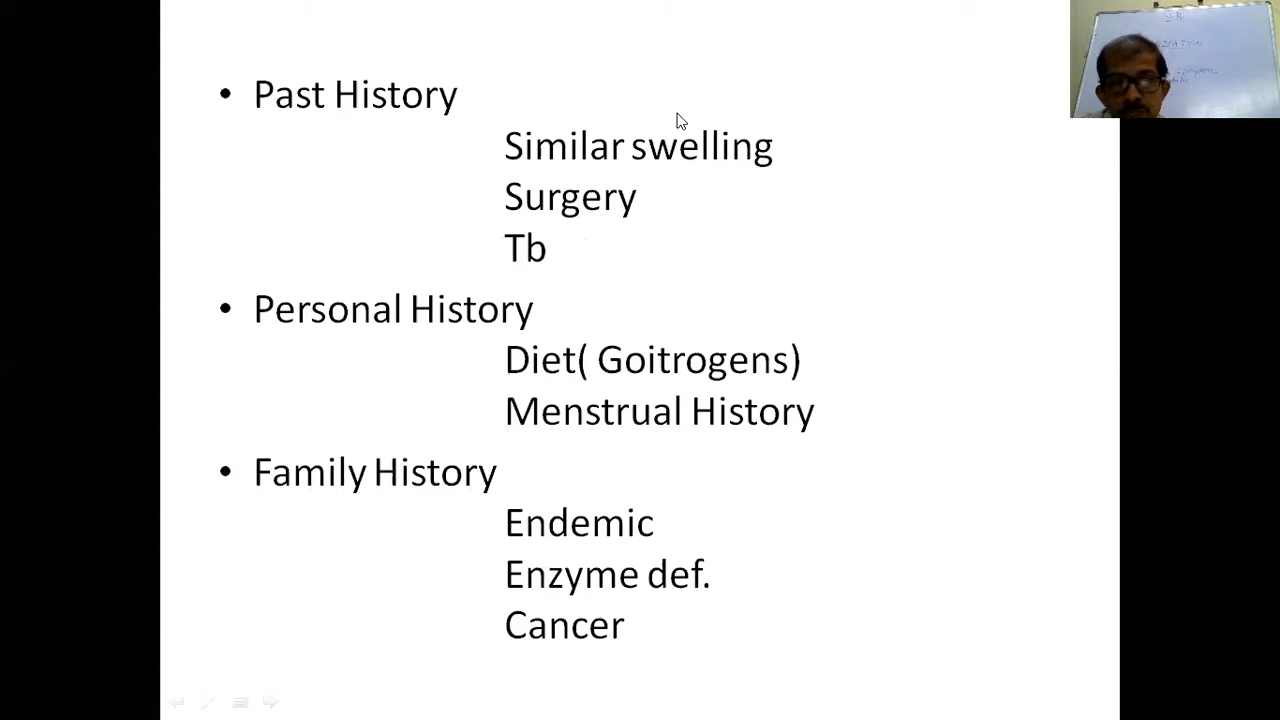 • Past History
Similar swelling
Surgery
Tb
• Personal History
Diet( Goitrogens)
Menstrual History
• Family History
Endemic
Enzyme def.
Cancer